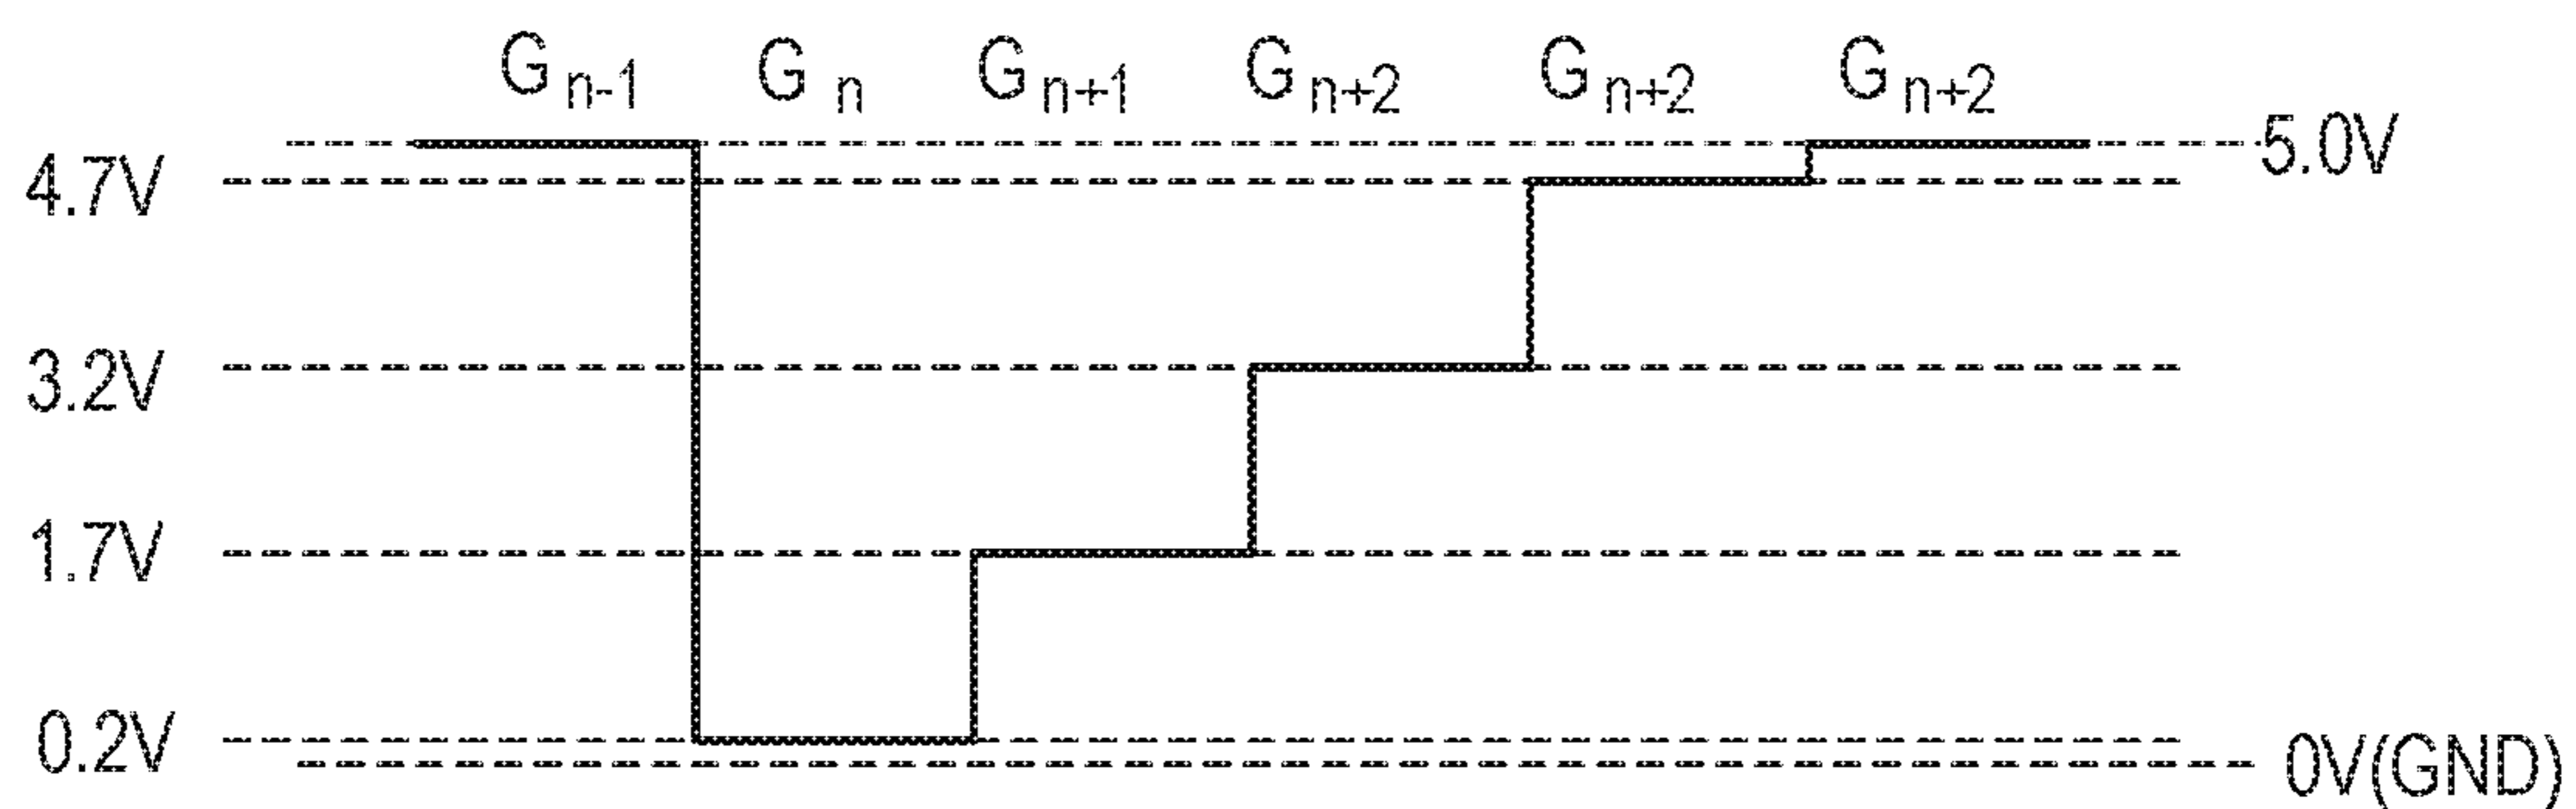 G n-1 G n G n+1 G n+2 G n+2 G n+2
5.0V
4.7V
3.2V
1.7V
0.2V
0V(GND)